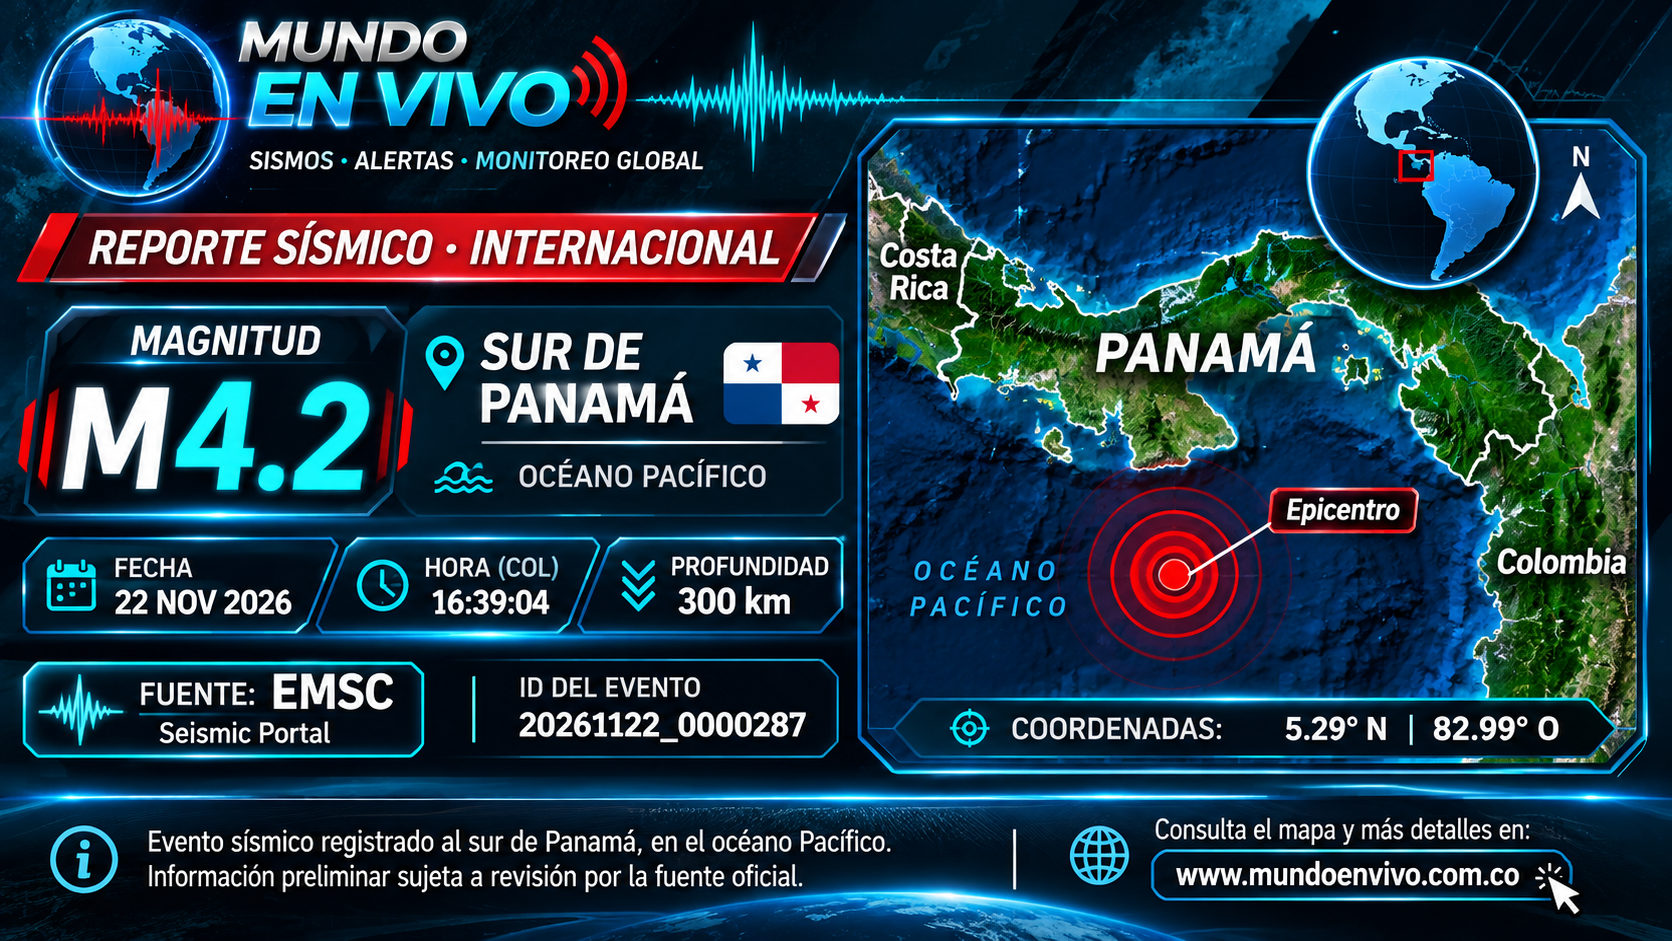 MUNDO
EN VIVO
SISMOS • ALERTAS • MONITOREO GLOBAL
REPORTE SÍSMICO • INTERNACIONAL
MAGNITUD
M4.2
SUR DE
PANAMÁ
OCÉANO PACÍFICO
FECHA
22 NOV 2026
HORA (COL)
16:39:04
PROFUNDIDAD
300 km
FUENTE: EMSC
Seismic Portal
ID DEL EVENTO
20261122_0000287
N
Costa
Rica
PANAMÁ
Epicentro
Colombia
OCÉANO
PACÍFICO
COORDENADAS: 5.29° N | 82.99° O
Evento sísmico registrado al sur de Panamá, en el océano Pacífico.
Información preliminar sujeta a revisión por la fuente oficial.
Consulta el mapa y más detalles en:
www.mundoenvivo.com.co